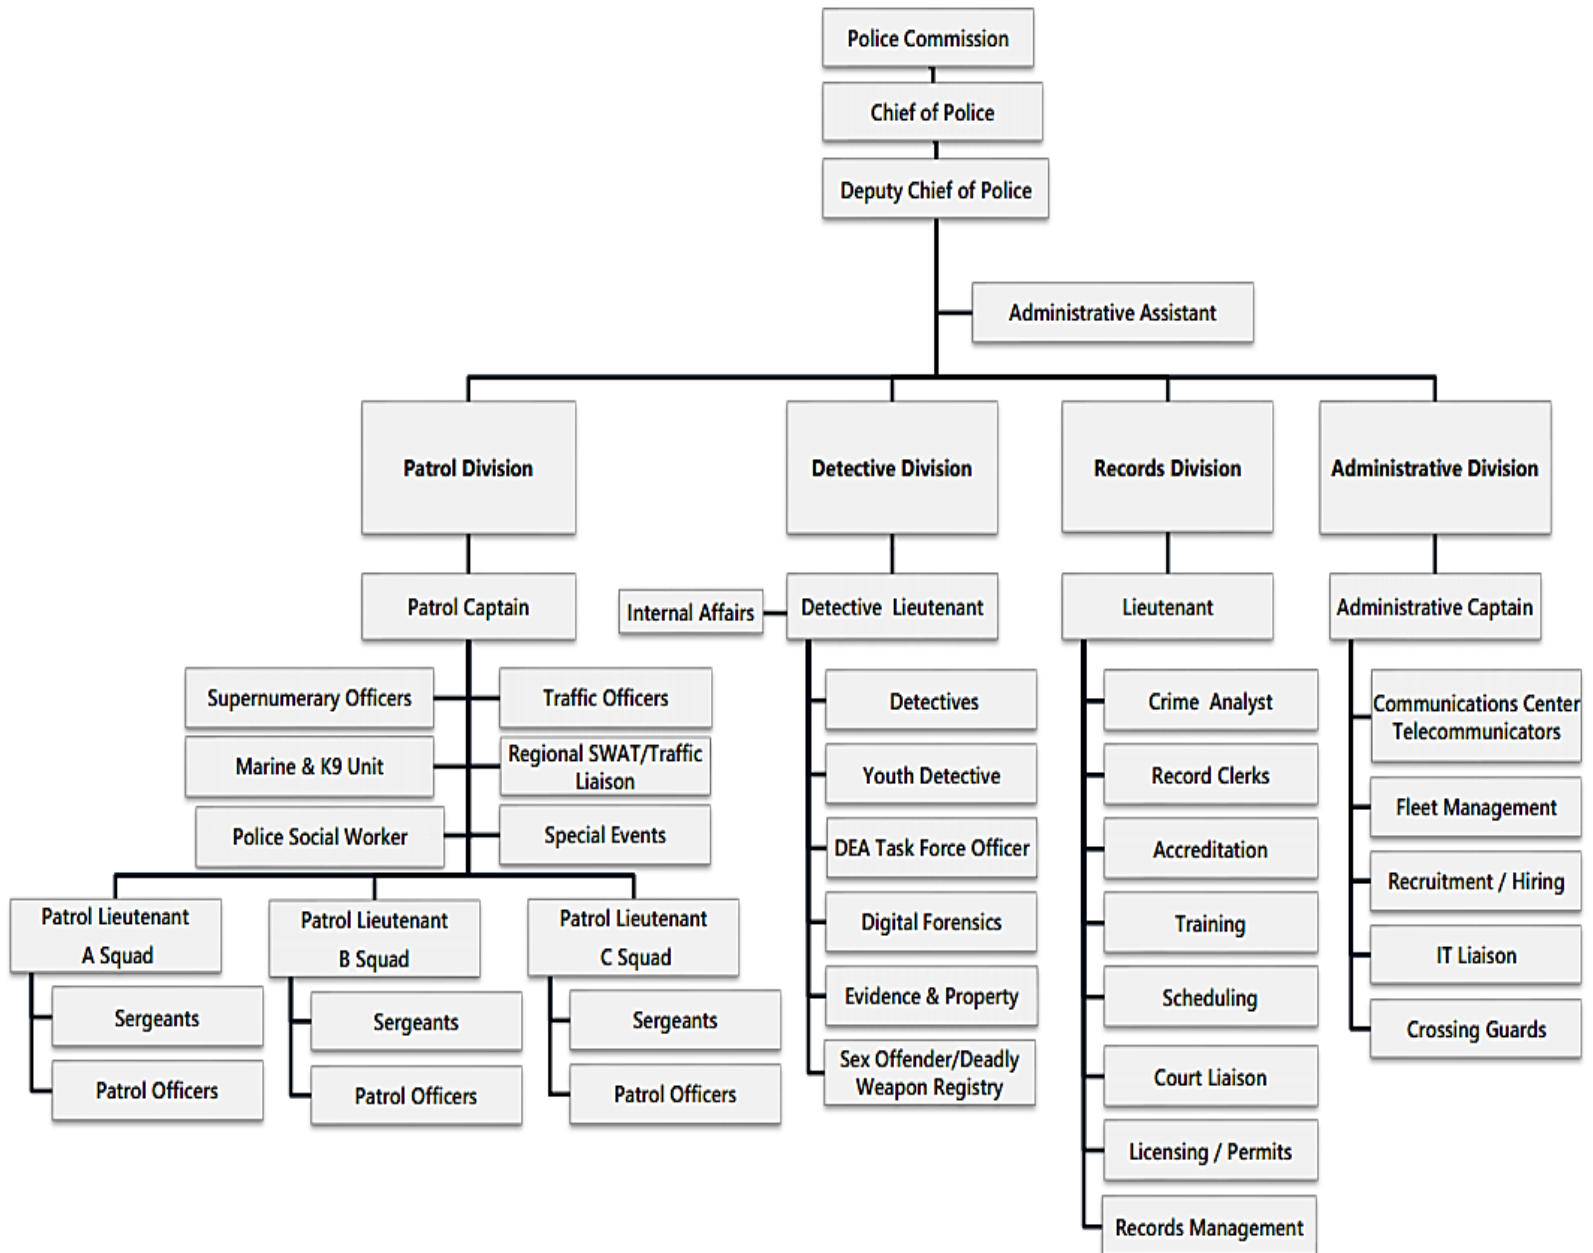 Police Commission
Chief of Police
Deputy Chief of Police
Administrative Assistant
Patrol Division
Detective Division
Records Division
Administrative Division
Patrol Captain
Internal Affairs
Detective Lieutenant
Lieutenant
Administrative Captain
Supernumerary Officers
Traffic Officers
Marine & K9 Unit
Regional SWAT/Traffic
Liaison
Police Social Worker
Special Events
Patrol Lieutenant
A Squad
Sergeants
Patrol Officers
Patrol Lieutenant
B Squad
Sergeants
Patrol Officers
Patrol Lieutenant
C Squad
Sergeants
Patrol Officers
Detectives
Youth Detective
DEA Task Force Officer
Digital Forensics
Evidence & Property
Sex Offender/Deadly
Weapon Registry
Crime Analyst
Record Clerks
Accreditation
Training
Scheduling
Court Liaison
Licensing / Permits
Records Management
Communications Center
Telecommunicators
Fleet Management
Recruitment / Hiring
IT Liaison
Crossing Guards